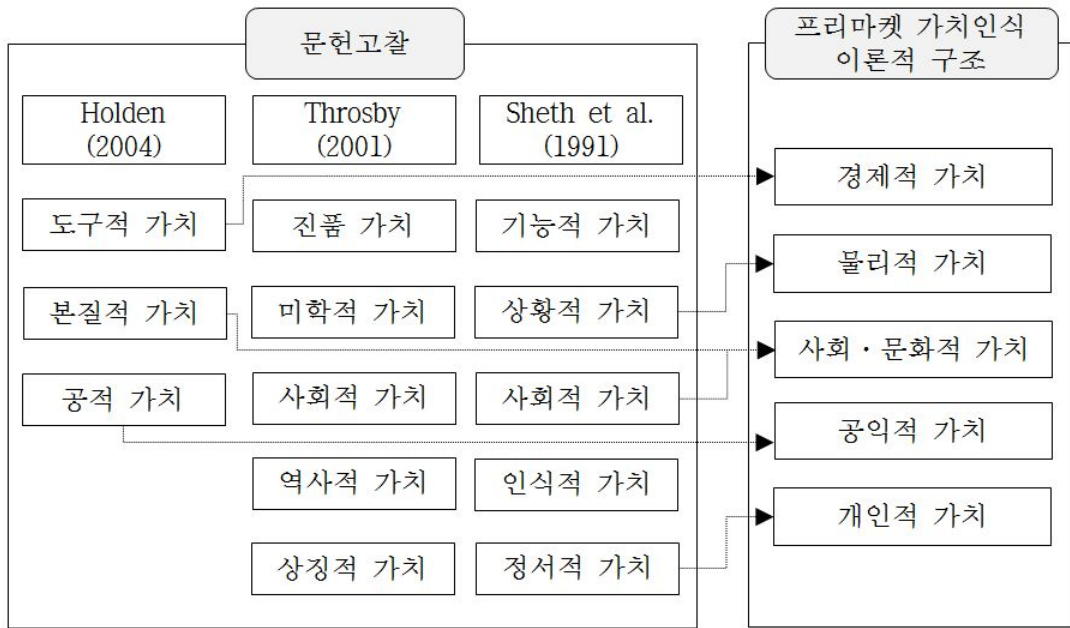 문헌고찰
프리마켓 가치인식
이론적 구조
Holden
(2004)
Throsby
(2001)
Sheth et al.
(1991)
도구적 가치
진품 가치
기능적 가치
본질적 가치
미학적 가치
상황적 가치
공적 가치
사회적 가치
사회적 가치
역사적 가치
인식적 가치
상징적 가치
정서적 가치
경제적 가치
물리적 가치
사회·문화적 가치
공익적 가치
개인적 가치